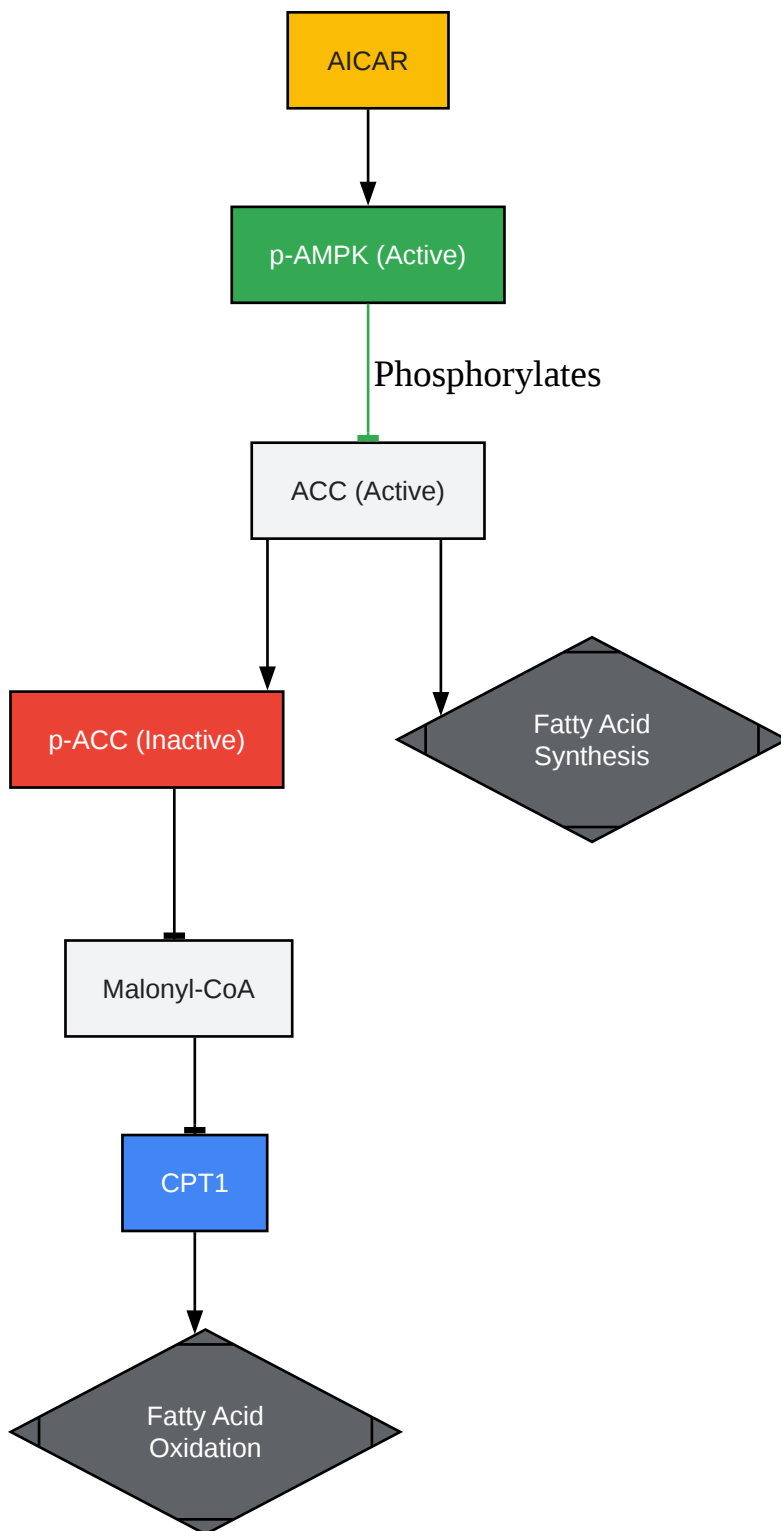 AICAR
p-AMPK (Active)
Phosphorylates
ACC (Active)
p-ACC (Inactive)
Fatty Acid
Synthesis
Malonyl-CoA
CPT1
Fatty Acid
Oxidation